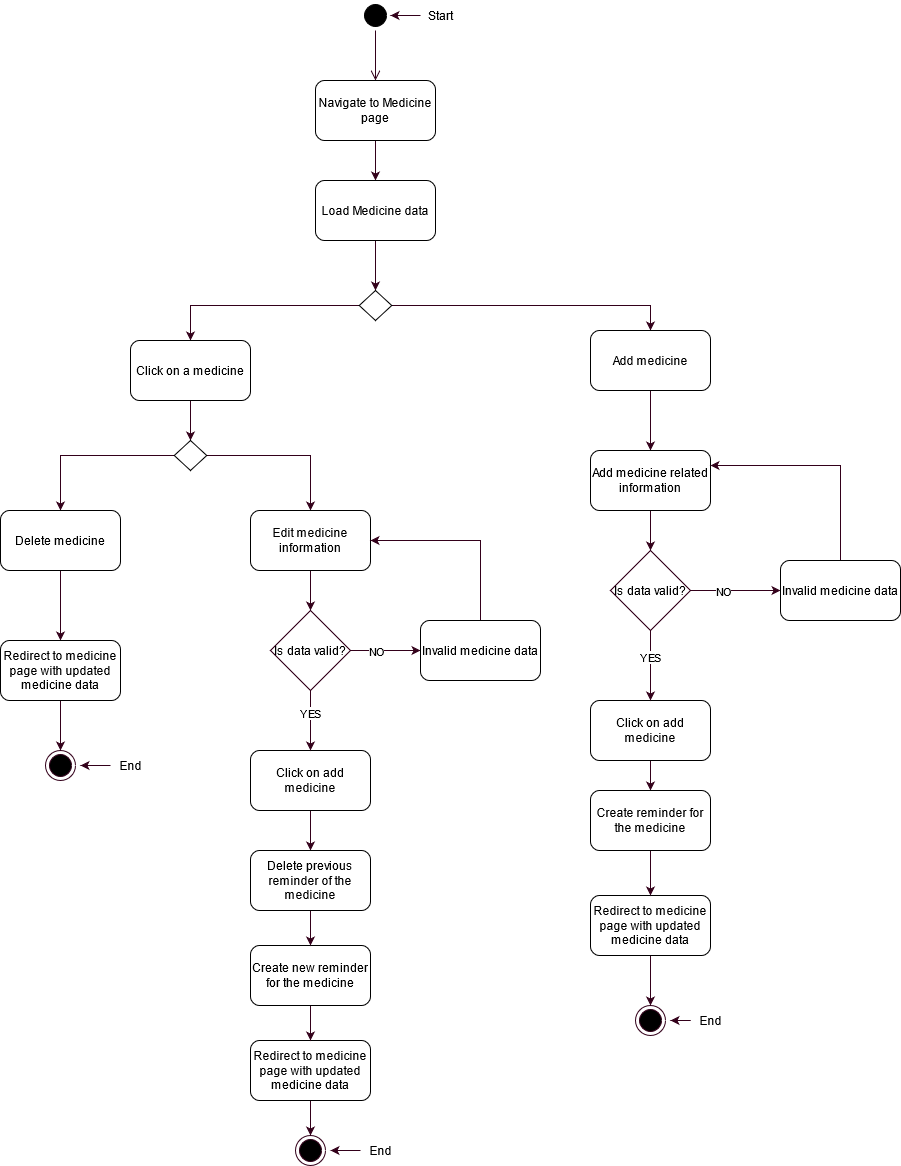 Start
Navigate to Medicine
page
Load Medicine data
Click on a medicine
Add medicine
Delete medicine
Edit medicine
information
Add medicine related
information
Is data valid?
NO
Invalid medicine data
YES
Redirect to medicine
page with updated
medicine data
End
Is data valid?
NO
Invalid medicine data
YES
Click on add
medicine
Delete previous
reminder of the
medicine
Create new reminder
for the medicine
Redirect to medicine
page with updated
medicine data
End
Click on add
medicine
Create reminder for
the medicine
Redirect to medicine
page with updated
medicine data
End